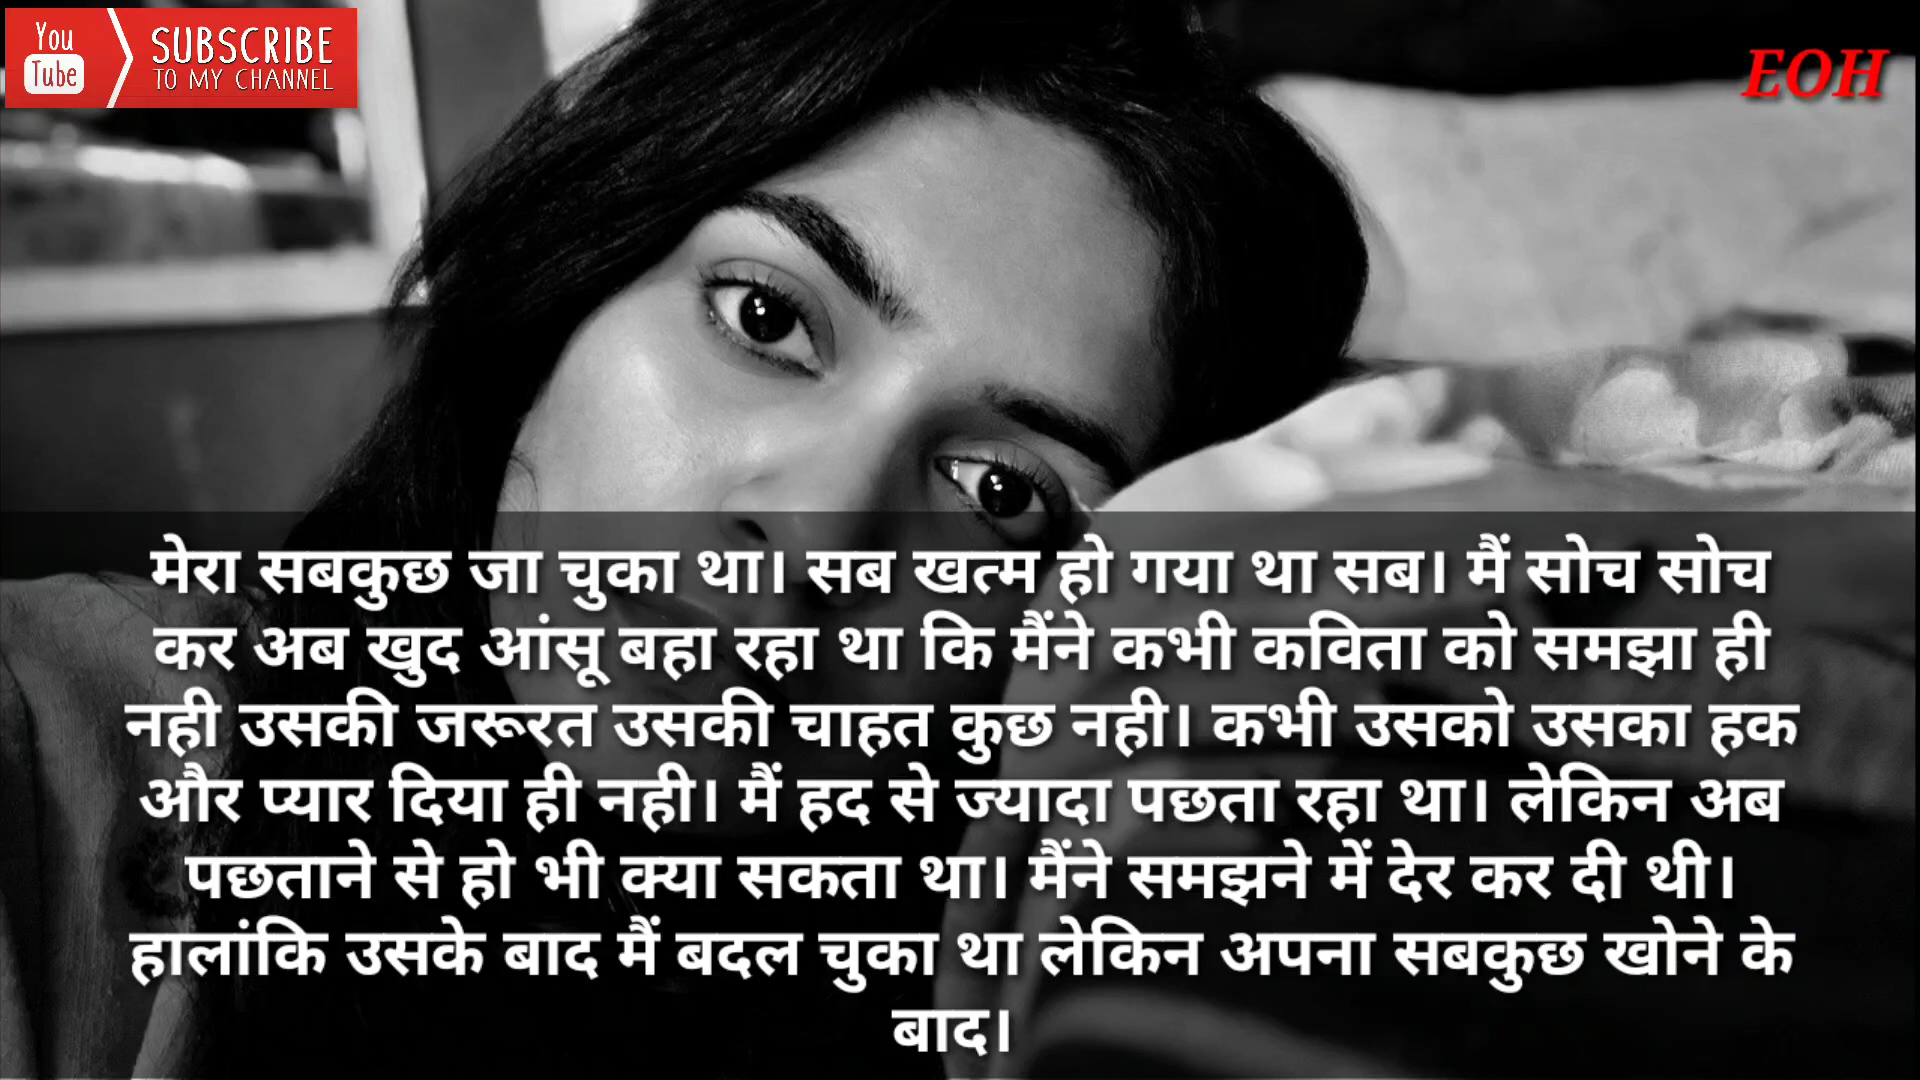 You
Tube
SUBSCRIBE
TO MY CHANNEL
EOH
मेरा सबकुछ जा चुका था। सब खत्म हो गया था सब। मैं सोच सोच
कर अब खुद आंसू बहा रहा था कि मैंने कभी कविता को समझा ही
नही उसकी जरूरत उसकी चाहत कुछ नही। कभी उसको उसका हक
और प्यार दिया ही नही। मैं हद से ज्यादा पछता रहा था। लेकिन अब
पछताने से हो भी क्या सकता था। मैंने समझने में देर कर दी थी।
हालांकि उसके बाद मैं बदल चुका था लेकिन अपना सबकुछ खोने के
बाद।